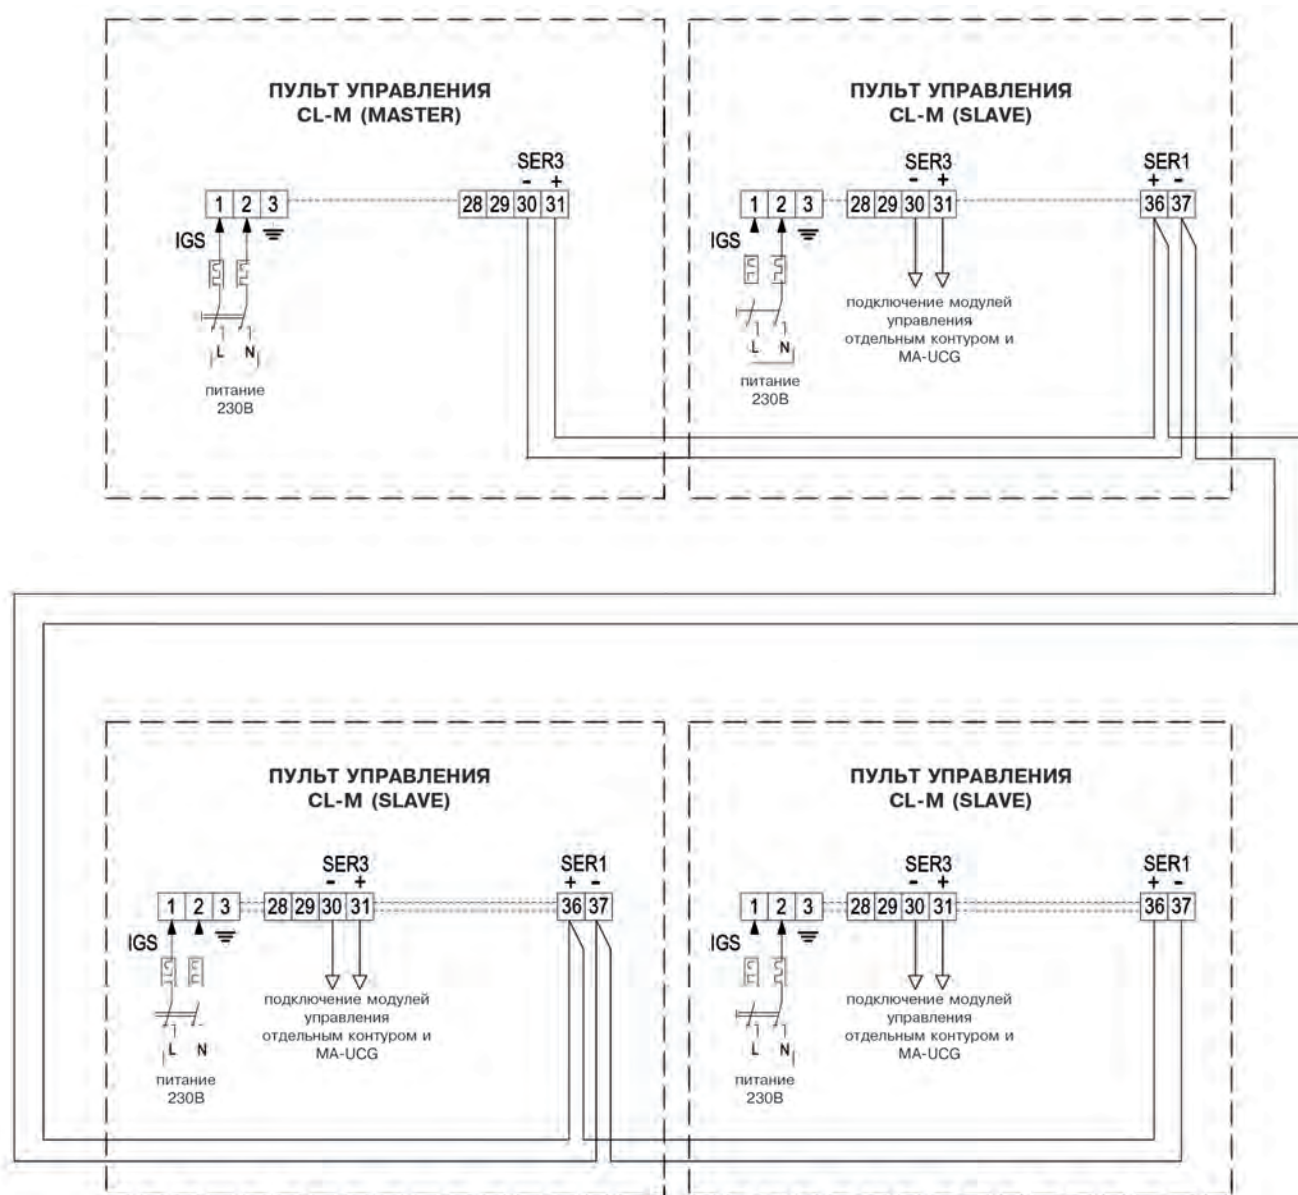 ПУЛЬТ УПРАВЛЕНИЯ
CL-M (MASTER)
SER3
- +
1 2 3
28 29 30 31
IGS
L N
питание
230В
ПУЛЬТ УПРАВЛЕНИЯ
CL-M (SLAVE)
SER3
- +
SER1
+ -
1 2 3
28 29 30 31
36 37
IGS
подключение модулей
управления
отдельным контуром и
MA-UCG
L N
питание
230В
ПУЛЬТ УПРАВЛЕНИЯ
CL-M (SLAVE)
SER3
- +
SER1
+ -
1 2 3
28 29 30 31
36 37
IGS
подключение модулей
управления
отдельным контуром и
MA-UCG
L N
питание
230В
ПУЛЬТ УПРАВЛЕНИЯ
CL-M (SLAVE)
SER3
- +
SER1
+ -
1 2 3
28 29 30 31
36 37
IGS
подключение модулей
управления
отдельным контуром и
MA-UCG
L N
питание
230В